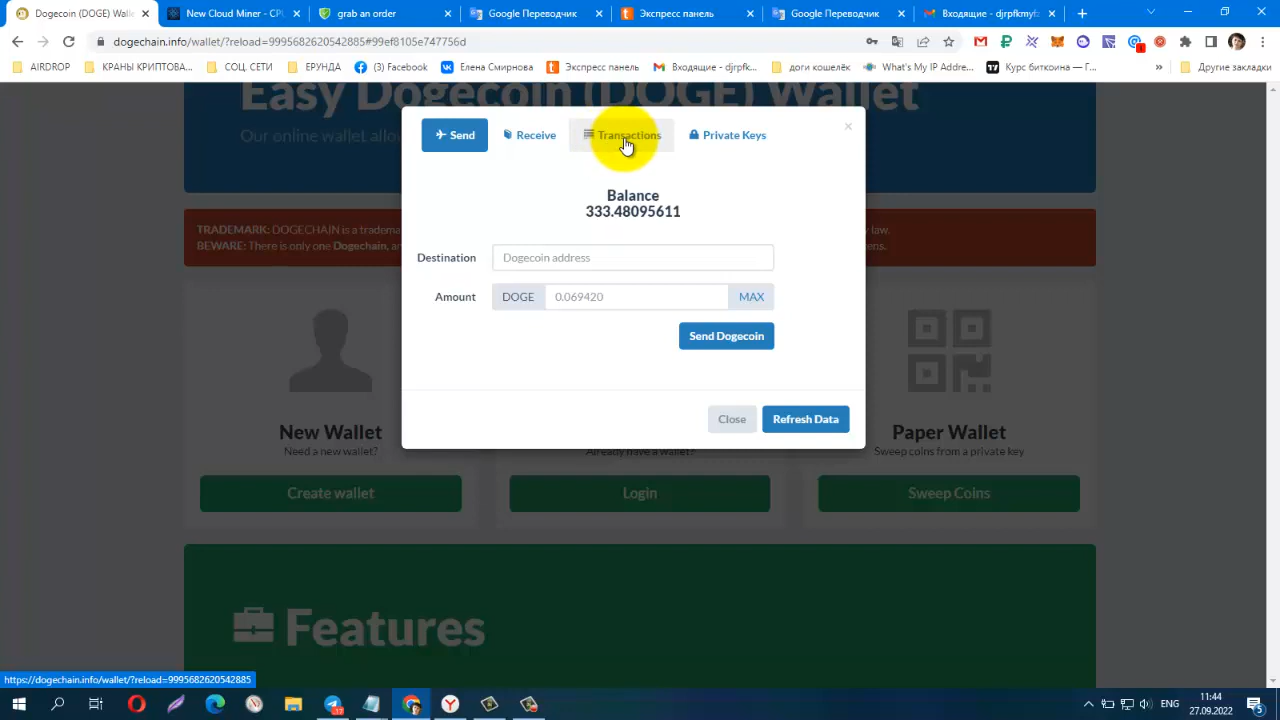 Dogecoin (DOGE) Wallet
New Cloud Miner - CP
grab an order
Google Переводчик
Экспресс панель
Google Переводчик
Входящие - djrpfkmy
dogechain.info/wallet/?reload=9995682620542885#99ef8105e747756d
AIRDROP
КРАНЫ КРИПТОВА...
СОЦ. СЕТИ
ЕРУНДА
(3) Facebook
Елена Смирнова
Экспресс панель
Входящие - djrpfk...
доги кошелёк
What's My IP Addre...
Курс биткоина — Г...
»
Другие закладки
Easy Dogecoin (DOGE) Wallet
Our online wallet allow
TRADEMARK: DOGECHAIN is a tradema
law.
BEWARE: There is only one Dogechain, a
kens.
Send
Receive
Transactions
Private Keys
×
Balance
333.48095611
Destination
Dogecoin address
Amount
DOGE
0.069420
MAX
Send Dogecoin
Close
Refresh Data
New Wallet
Need a new wallet?
Create wallet
Already have a wallet?
Login
Paper Wallet
Sweep coins from a private key
Sweep Coins
Features
https://dogechain.info/wallet/?reload=9995682620542885
ENG
11:44
27.09.2022
5